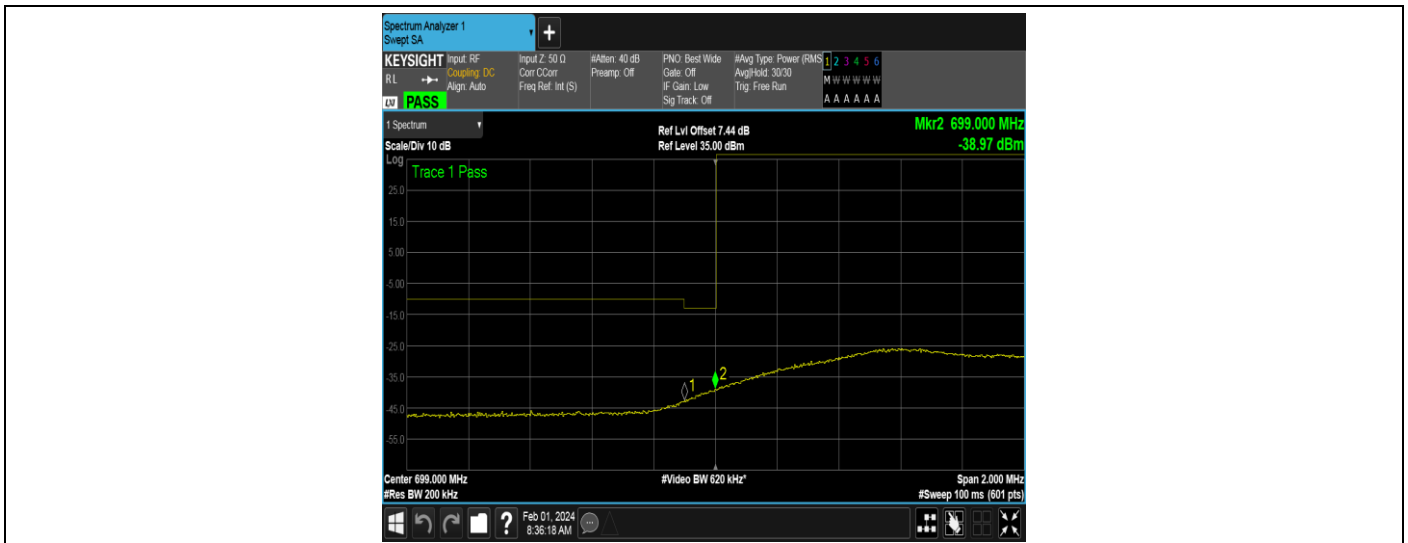 Spectrum Analyzer 1
Swept SA
+
KEYSIGHT
RL
LXI PASS
Input: RF
Coupling: DC
Align: Auto
Input Z: 50 Ω
Corr CCorr
Freq Ref: Int (S)
#Atten: 40 dB
Preamp: Off
PNO: Best Wide
Gate: Off
IF Gain: Low
Sig Track: Off
#Avg Type: Power (RMS
Avg|Hold: 30/30
Trig: Free Run
1 2 3 4 5 6
M W W W W W
A A A A A A
1 Spectrum
Scale/Div 10 dB
Ref Lvl Offset 7.44 dB
Ref Level 35.00 dBm
Mkr2 699.000 MHz
-38.97 dBm
Log
Trace 1 Pass
25.0
15.0
5.00
-5.00
-15.0
-25.0
-35.0
-45.0
-55.0
1
2
Center 699.000 MHz
#Res BW 200 kHz
#Video BW 620 kHz*
Span 2.000 MHz
#Sweep 100 ms (601 pts)
?
Feb 01, 2024
8:36:18 AM